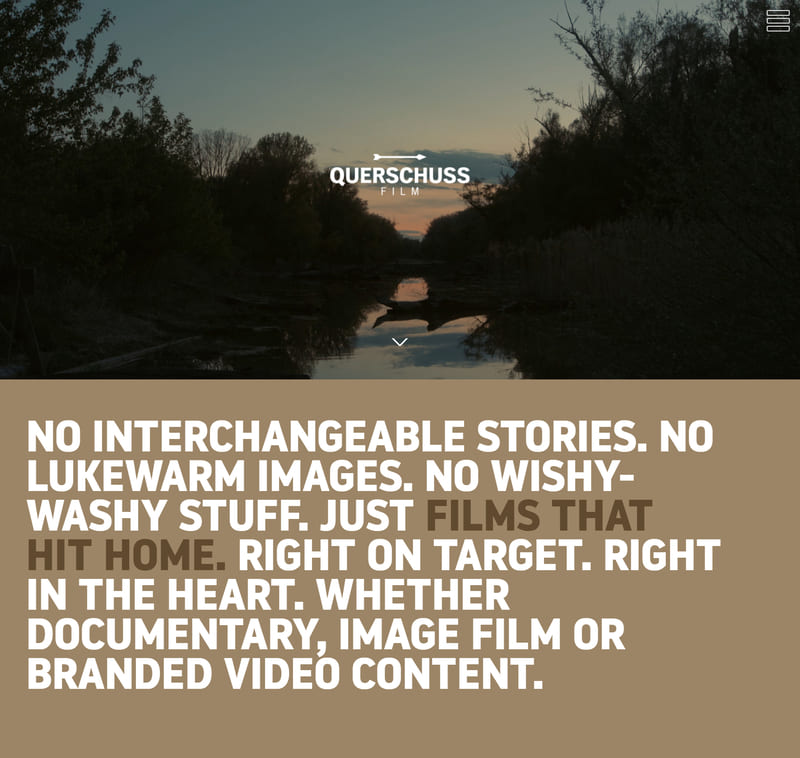 QUERSCHUSS
FILM
NO INTERCHANGEABLE STORIES. NO
LUKEWARM IMAGES. NO WISHY-
WASHY STUFF. JUST FILMS THAT
HIT HOME. RIGHT ON TARGET. RIGHT
IN THE HEART. WHETHER
DOCUMENTARY, IMAGE FILM OR
BRANDED VIDEO CONTENT.